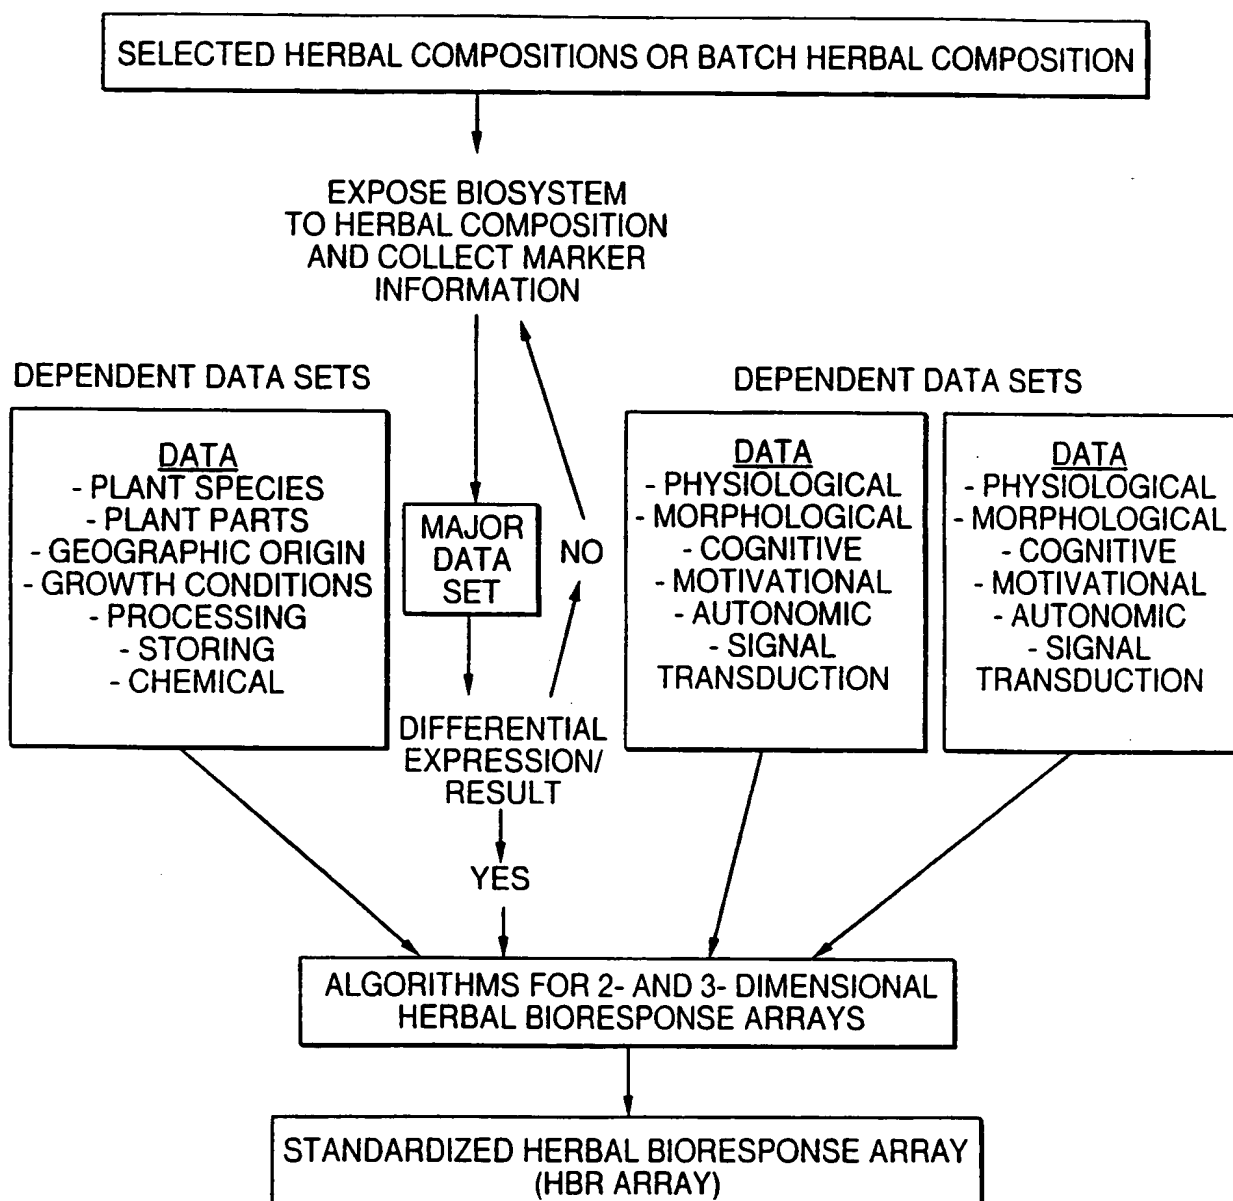 SELECTED HERBAL COMPOSITIONS OR BATCH HERBAL COMPOSITION
EXPOSE BIOSYSTEM
TO HERBAL COMPOSITION
AND COLLECT MARKER
INFORMATION
DEPENDENT DATA SETS
DATA
- PLANT SPECIES
- PLANT PARTS
- GEOGRAPHIC ORIGIN
- GROWTH CONDITIONS
- PROCESSING
- STORING
- CHEMICAL
MAJOR
DATA
SET
NO
DIFFERENTIAL
EXPRESSION/
RESULT
YES
DEPENDENT DATA SETS
DATA
- PHYSIOLOGICAL
- MORPHOLOGICAL
- COGNITIVE
- MOTIVATIONAL
- AUTONOMIC
- SIGNAL
TRANSDUCTION
DATA
- PHYSIOLOGICAL
- MORPHOLOGICAL
- COGNITIVE
- MOTIVATIONAL
- AUTONOMIC
- SIGNAL
TRANSDUCTION
ALGORITHMS FOR 2- AND 3- DIMENSIONAL
HERBAL BIORESPONSE ARRAYS
STANDARDIZED HERBAL BIORESPONSE ARRAY
(HBR ARRAY)